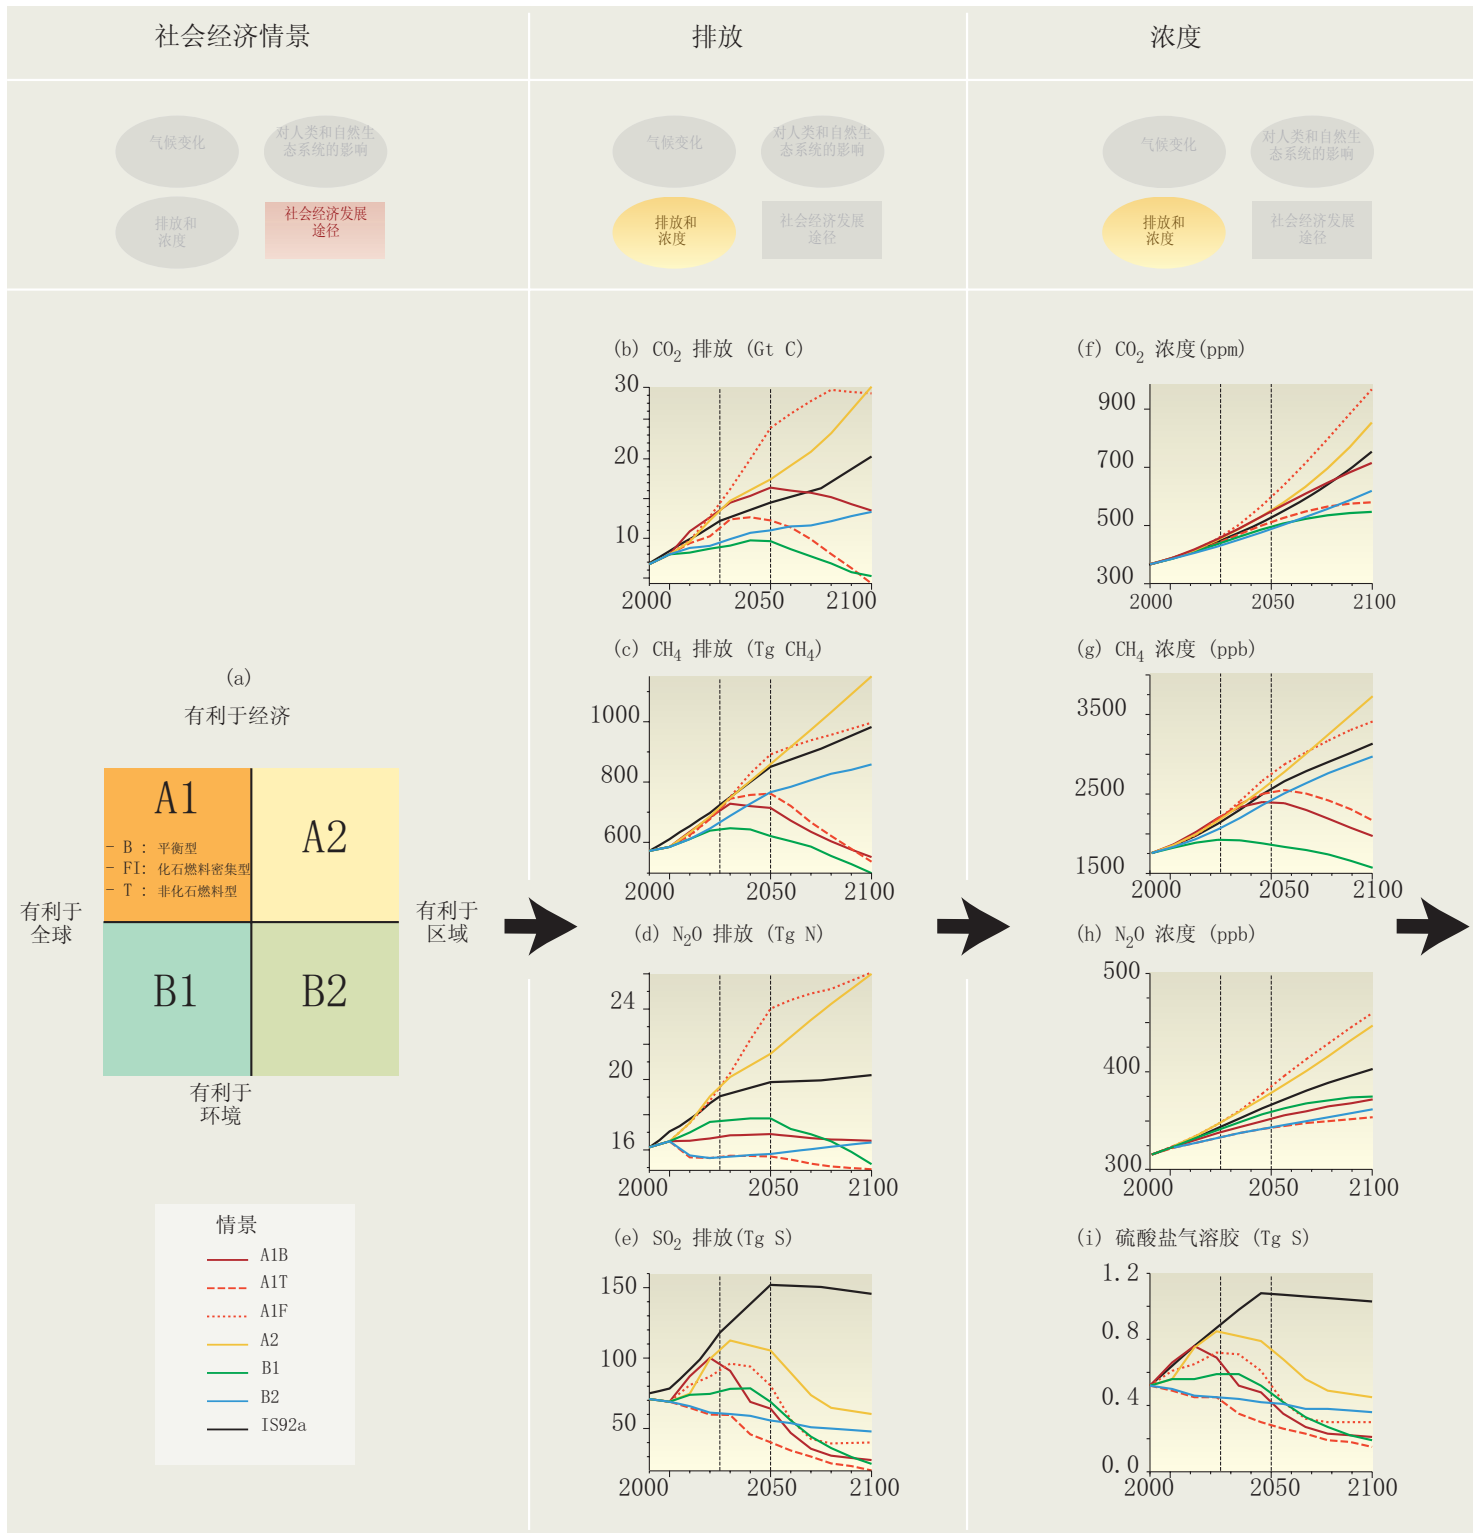 社会经济情景
排放
浓度
气候变化
对人类和自然生
态系统的影响
排放和
浓度
社会经济发展
途径
气候变化
对人类和自然生
态系统的影响
排放和
浓度
社会经济发展
途径
气候变化
对人类和自然生
态系统的影响
排放和
浓度
社会经济发展
途径
(a)
有利于经济
A1
- B : 平衡型
- FI: 化石燃料密集型
- T : 非化石燃料型
A2
B1
B2
有利于
全球
有利于
区域
有利于
环境
情景
A1B
A1T
A1F
A2
B1
B2
IS92a
(b) CO2 排放 (Gt C)
30
20
10
2000 2050 2100
(c) CH4 排放 (Tg CH4)
1000
800
600
2000 2050 2100
(d) N2O 排放 (Tg N)
24
20
16
2000 2050 2100
(e) SO2 排放(Tg S)
150
100
50
2000 2050 2100
(f) CO2 浓度(ppm)
900
700
500
300
2000 2050 2100
(g) CH4 浓度 (ppb)
3500
2500
1500
2000 2050 2100
(h) N2O 浓度 (ppb)
500
400
300
2000 2050 2100
(i) 硫酸盐气溶胶 (Tg S)
1.2
0.8
0.4
0.0
2000 2050 2100